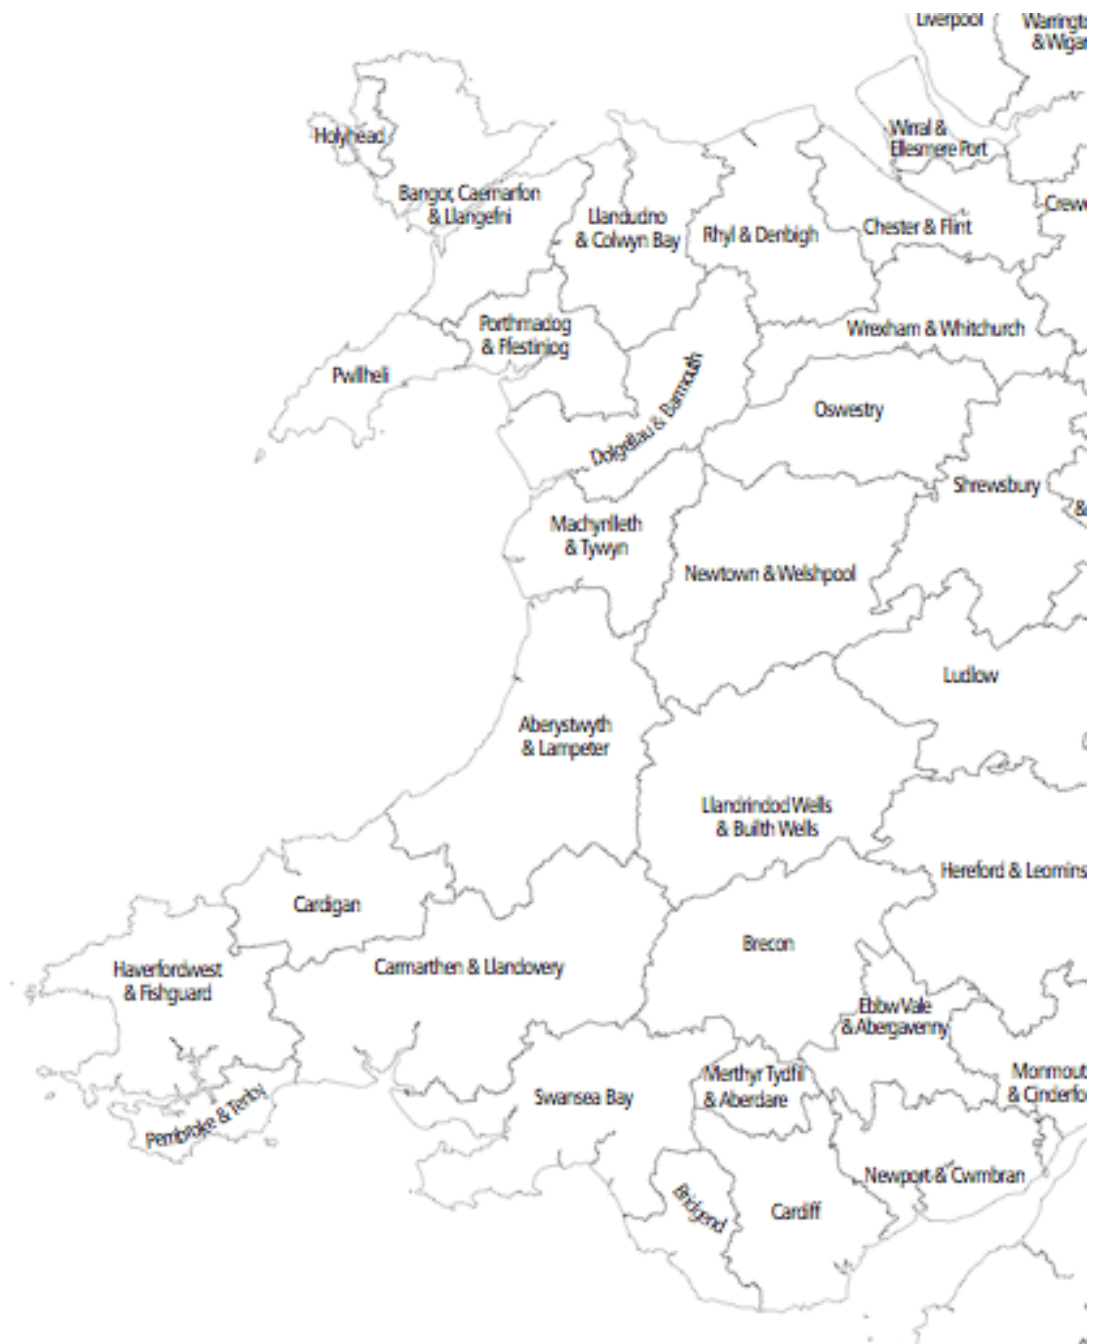 Liverpool
Warringt
& Wigar
Wirral &
Ellesmere Port
Holyhead
Bangor, Caernarfon
& Llangefni
Llandudno
& Colwyn Bay
Rhyl & Denbigh
Chester & Flint
Crewe
Porthmadog
& Ffestiniog
Wrexham & Whitchurch
Pwllheli
Dolgellau & Barmouth
Oswestry
Shrewsbury
&
Machynlleth
& Tywyn
Newtown & Welshpool
Ludlow
Aberystwyth
& Lampeter
Llandrindod Wells
& Builth Wells
Hereford & Leomins
Cardigan
Brecon
Haverfordwest
& Fishguard
Carmarthen & Llandovery
Ebbw Vale
& Abergavenny
Merthyr Tydfil
& Aberdare
Monmout
& Cinderfo
Swansea Bay
Pembroke & Tenby
Newport & Cwmbran
Bridgend
Cardiff